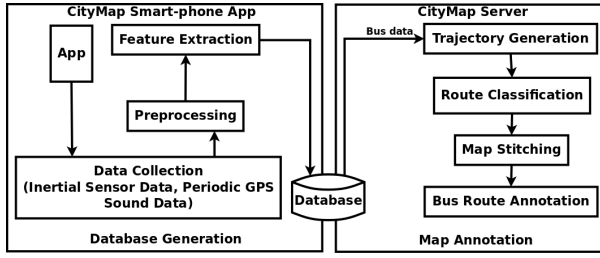 CityMap Smart-phone App
App
Feature Extraction
Preprocessing
Data Collection
(Inertial Sensor Data, Periodic GPS
Sound Data)
Database Generation
Database
CityMap Server
Bus data
Trajectory Generation
Route Classification
Map Stitching
Bus Route Annotation
Map Annotation